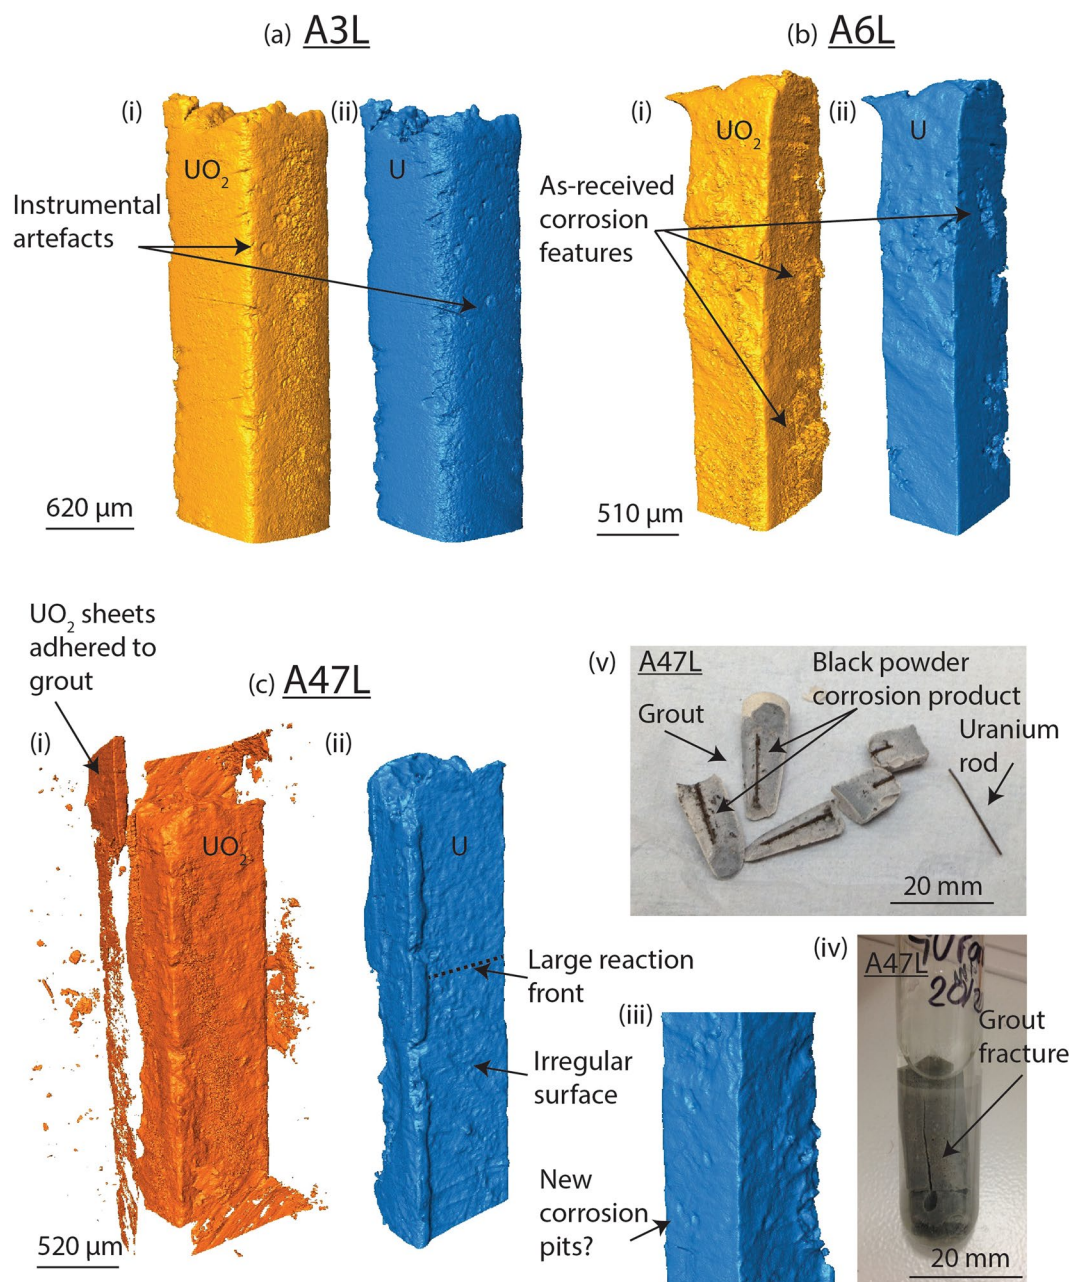 (a) A3L
(b) A6L
(i)
(ii)
(i)
(ii)
UO₂
U
UO₂
U
Instrumental
artefacts
As-received
corrosion
features
620 µm
510 µm
UO₂ sheets
adhered to
grout
(c) A47L
(i)
(ii)
UO₂
U
Large reaction
front
Irregular
surface
520 µm
(v)
A47L
Black powder
corrosion product
Grout
Uranium
rod
20 mm
(iii)
New
corrosion
pits?
(iv)
A47L
Grout
fracture
20 mm